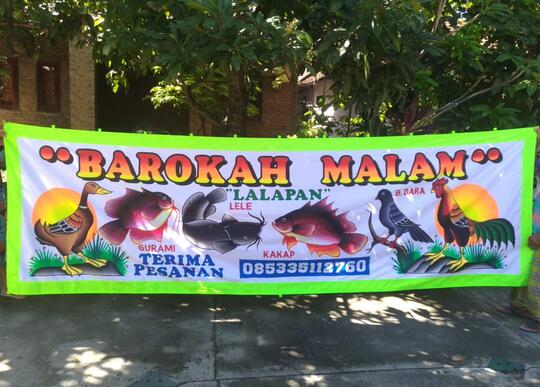 "BAROKAH MALAM"
"LALAPAN"
LELE
B. DARA
GURAMI
KAKAP
TERIMA
PESANAN
085335112760